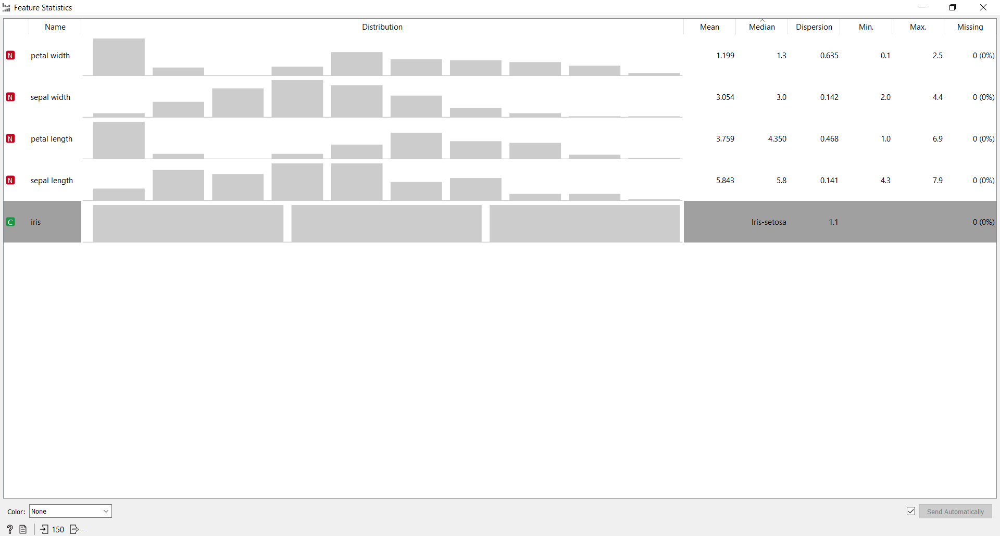 Feature Statistics
Name Distribution Mean Median Dispersion Min. Max. Missing
N petal width 1.199 1.3 0.635 0.1 2.5 0 (0%)
N sepal width 3.054 3.0 0.142 2.0 4.4 0 (0%)
N petal length 3.759 4.350 0.468 1.0 6.9 0 (0%)
N sepal length 5.843 5.8 0.141 4.3 7.9 0 (0%)
C iris Iris-setosa 1.1 0 (0%)
Color: None Send Automatically
? 150 -